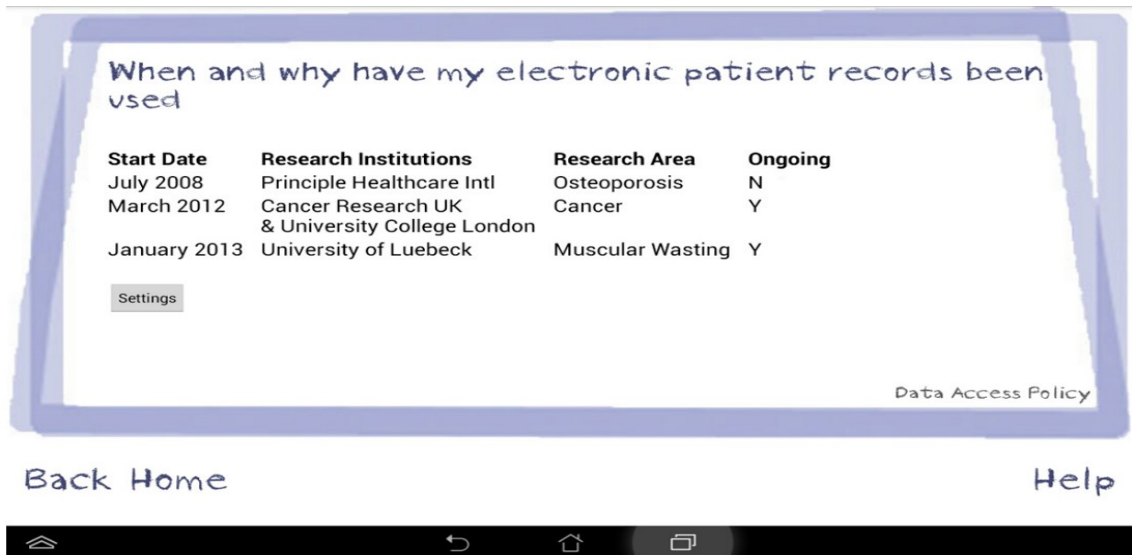 When and why have my electronic patient records been
used
Start Date Research Institutions Research Area Ongoing
July 2008 Principle Healthcare Intl Osteoporosis N
March 2012 Cancer Research UK Cancer Y
& University College London
January 2013 University of Luebeck Muscular Wasting Y
Settings
Data Access Policy
Back Home Help